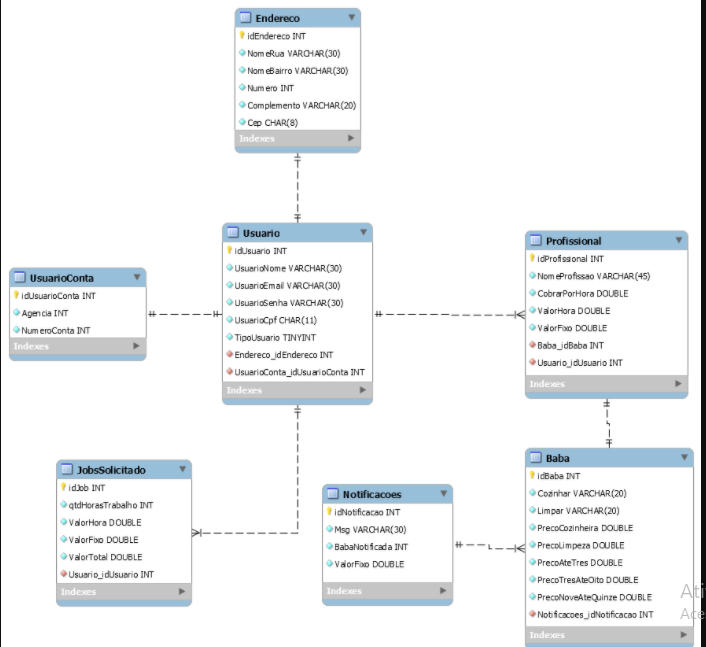 Endereco
idEndereco INT
NomeRua VARCHAR(30)
NomeBairro VARCHAR(30)
Numero INT
Complemento VARCHAR(20)
Cep CHAR(8)
Indexes
Usuario
idUsuario INT
UsuarioNome VARCHAR(30)
UsuarioEmail VARCHAR(30)
UsuarioSenha VARCHAR(30)
UsuarioCpf CHAR(11)
TipoUsuario TINYINT
Endereco_idEndereco INT
UsuarioConta_idUsuarioConta INT
Indexes
Profissional
idProfissional INT
NomeProfissao VARCHAR(45)
CobrarPorHora DOUBLE
ValorHora DOUBLE
ValorFixo DOUBLE
Baba_idBaba INT
Usuario_idUsuario INT
Indexes
UsuarioConta
idUsuarioConta INT
Agencia INT
NumeroConta INT
Indexes
JobsSolicitado
idJob INT
qtdHorasTrabalho INT
ValorHora DOUBLE
ValorFixo DOUBLE
ValorTotal DOUBLE
Usuario_idUsuario INT
Indexes
Notificacoes
idNotificacao INT
Msg VARCHAR(30)
BabaNotificada INT
ValorFixo DOUBLE
Indexes
Baba
idBaba INT
Cozinhar VARCHAR(20)
Limpar VARCHAR(20)
PrecoCozinheira DOUBLE
PrecoLimpeza DOUBLE
PrecoAteTres DOUBLE
PrecoTresAteOito DOUBLE
PrecoNoveAteQuinze DOUBLE
Notificacoes_idNotificacao INT
Indexes
Ati
Ace